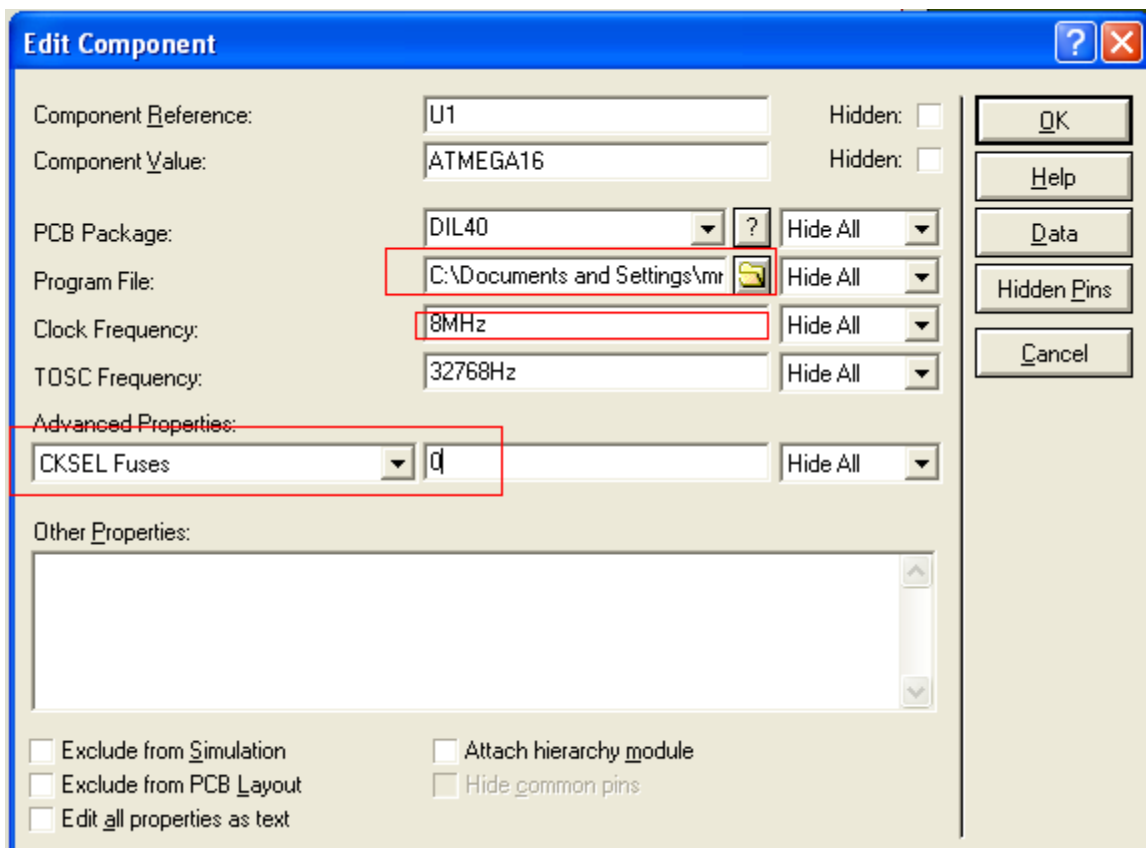 Edit Component
Component Reference: U1 Hidden:
Component Value: ATMEGA16 Hidden:
PCB Package: DIL40 ? Hide All
Program File: C:\Documents and Settings\mr Hide All
Clock Frequency: 8MHz Hide All
TOSC Frequency: 32768Hz Hide All
Advanced Properties:
CKSEL Fuses 0 Hide All
Other Properties:
Exclude from Simulation Attach hierarchy module
Exclude from PCB Layout Hide common pins
Edit all properties as text
?
OK
Help
Data
Hidden Pins
Cancel